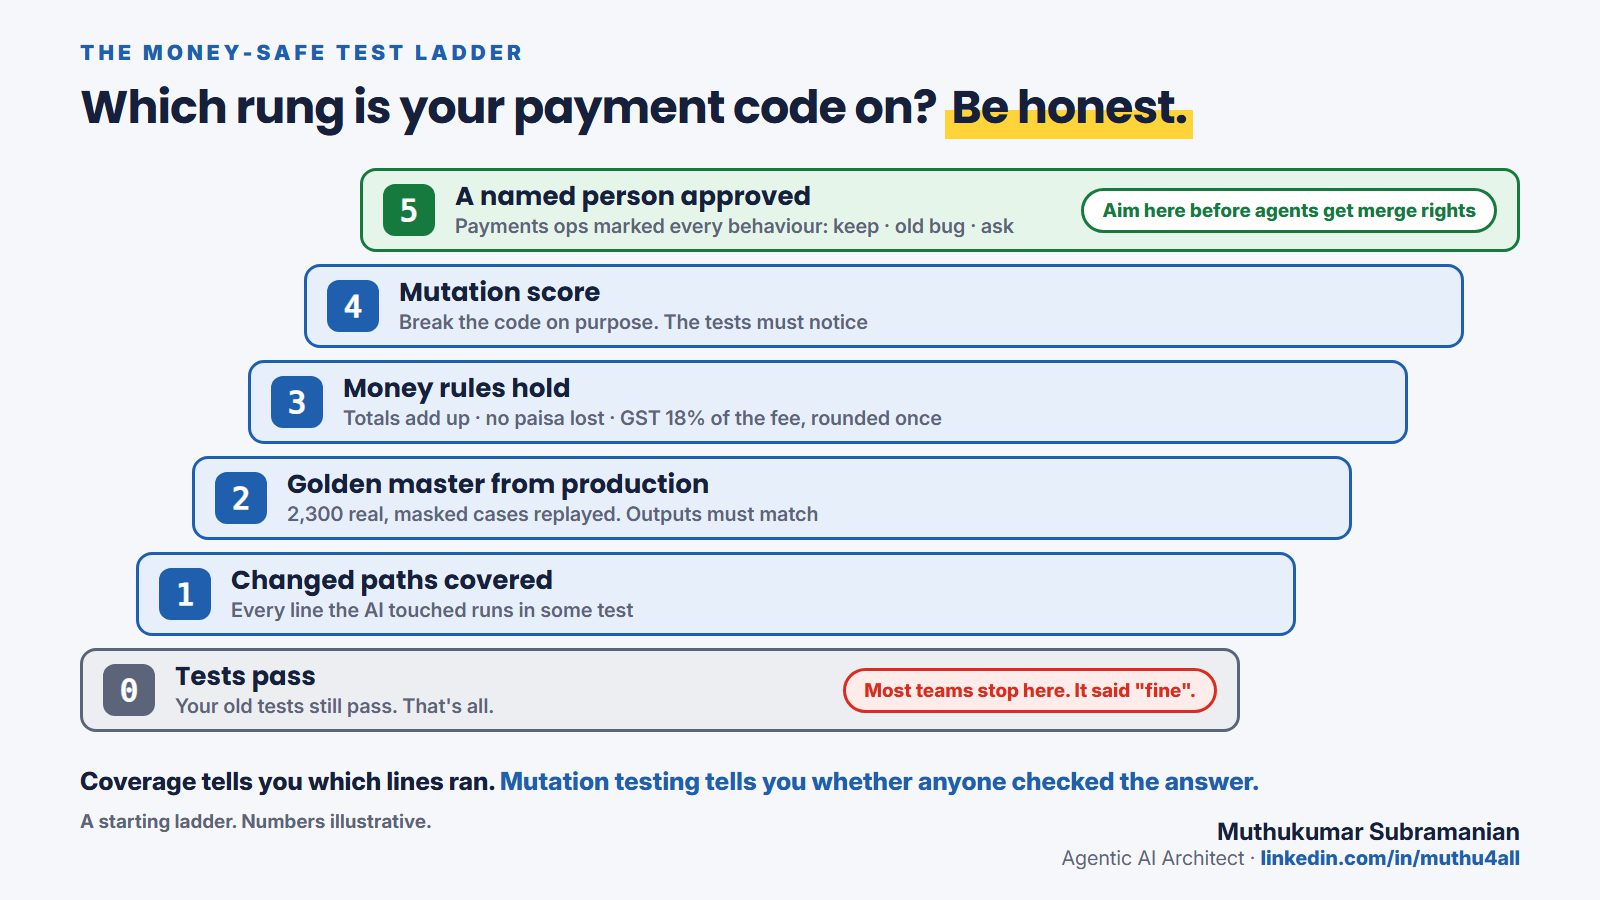 THE MONEY-SAFE TEST LADDER
Which rung is your payment code on? Be honest.
5
A named person approved
Payments ops marked every behaviour: keep · old bug · ask
Aim here before agents get merge rights
4
Mutation score
Break the code on purpose. The tests must notice
3
Money rules hold
Totals add up · no paisa lost · GST 18% of the fee, rounded once
2
Golden master from production
2,300 real, masked cases replayed. Outputs must match
1
Changed paths covered
Every line the AI touched runs in some test
0
Tests pass
Your old tests still pass. That's all.
Most teams stop here. It said "fine".
Coverage tells you which lines ran. Mutation testing tells you whether anyone checked the answer.
A starting ladder. Numbers illustrative.
Muthukumar Subramanian
Agentic AI Architect · linkedin.com/in/muthu4all